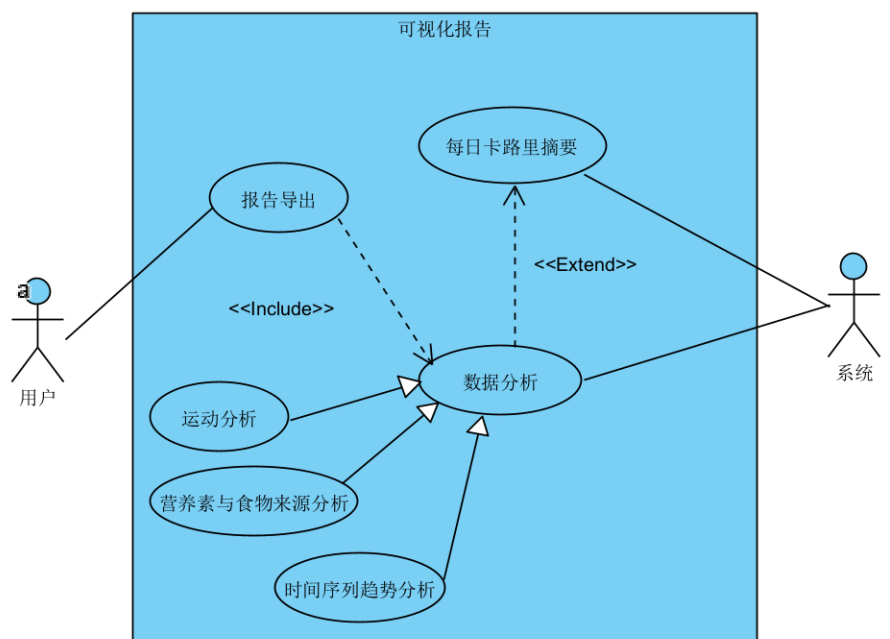 可视化报告
每日卡路里摘要
报告导出
<<Extend>>
a
<<Include>>
数据分析
系统
用户
运动分析
营养素与食物来源分析
时间序列趋势分析